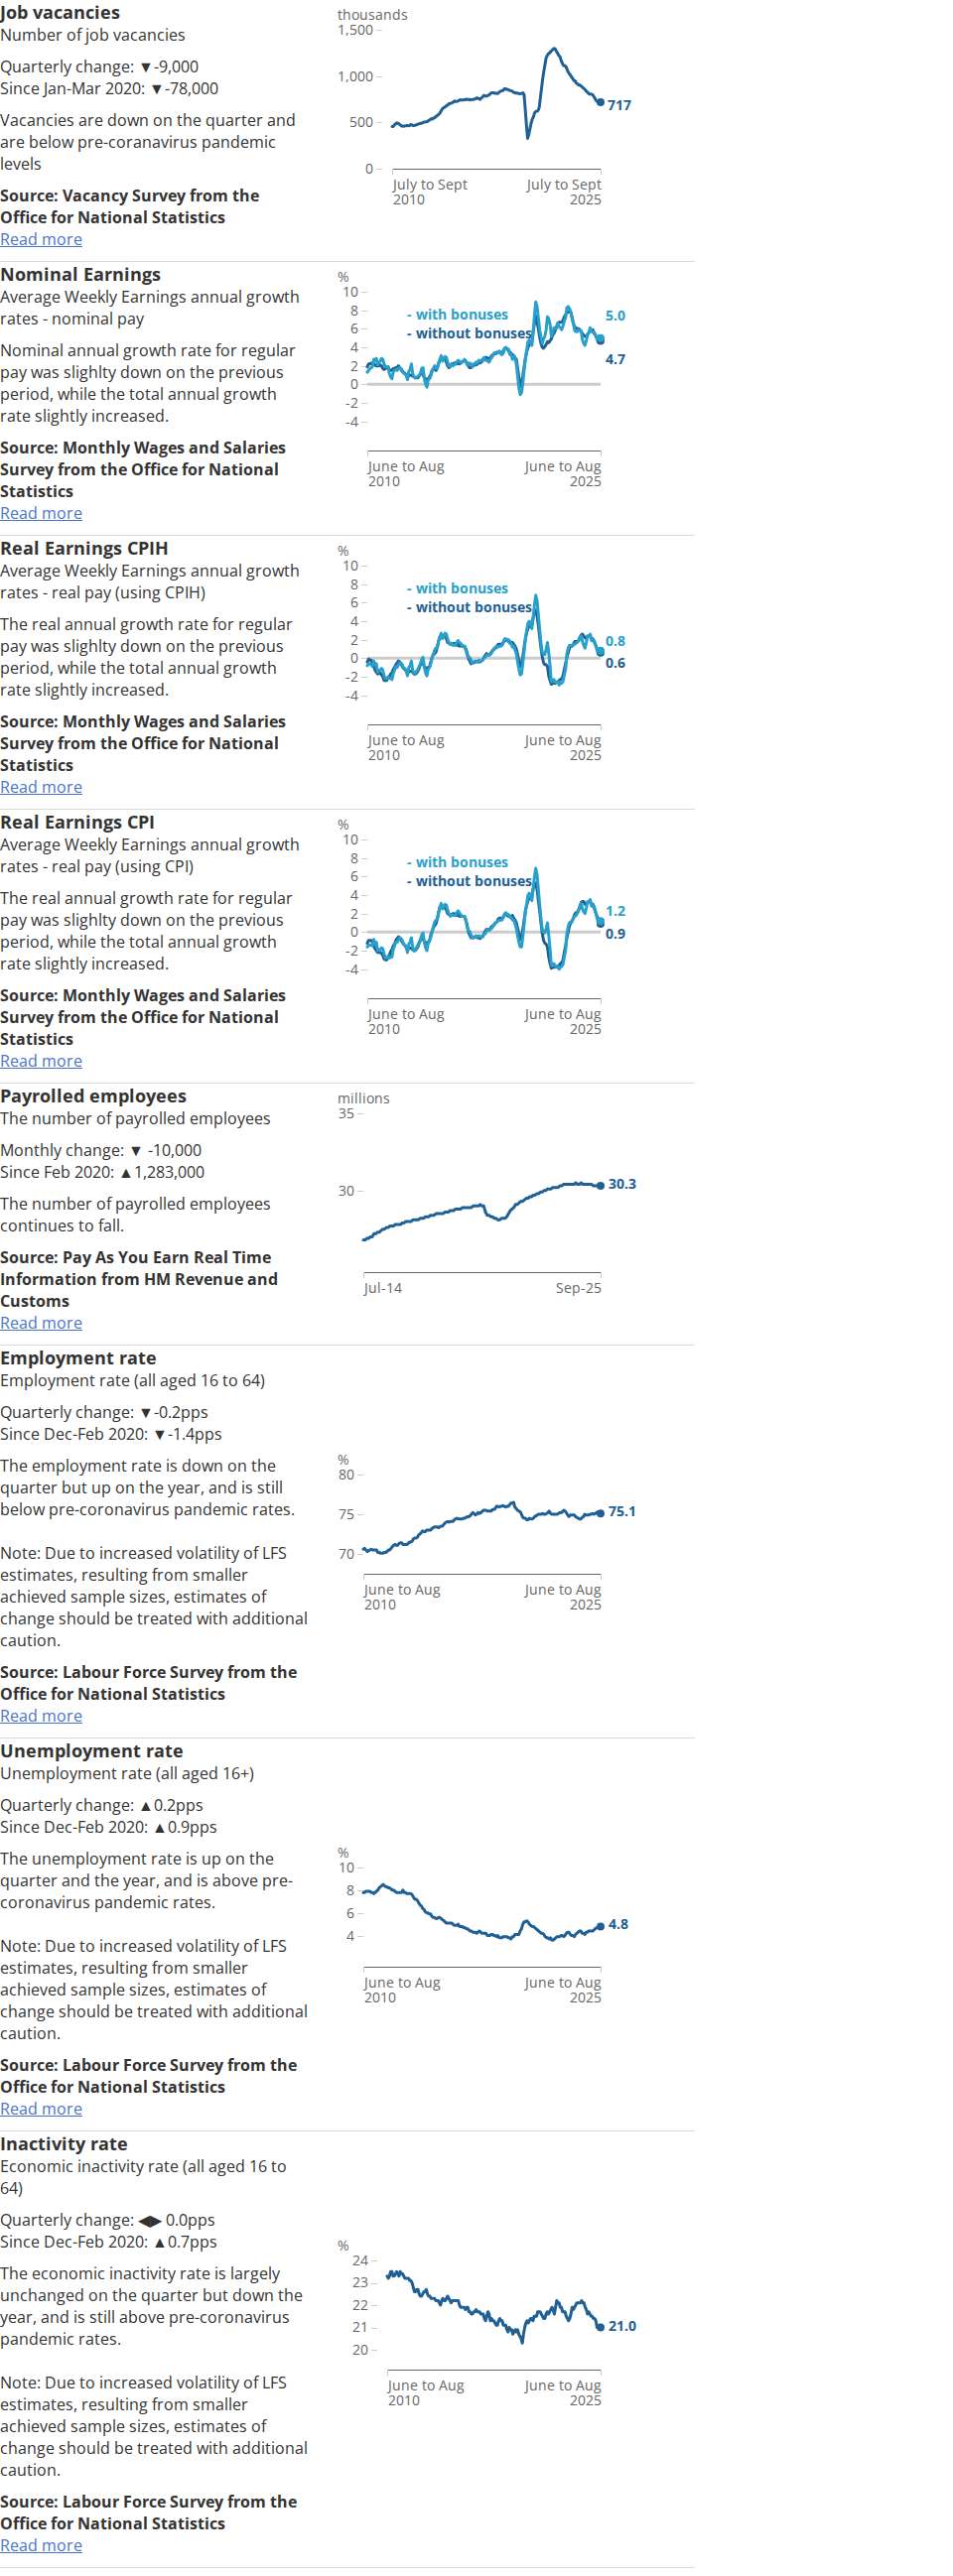 Job vacancies
Number of job vacancies
Quarterly change: ▼-9,000
Since Jan-Mar 2020: ▼-78,000
Vacancies are down on the quarter and
are below pre-coranavirus pandemic
levels
Source: Vacancy Survey from the
Office for National Statistics
Read more
thousands
1,500
1,000
500
0
717
July to Sept
2010
July to Sept
2025
Nominal Earnings
Average Weekly Earnings annual growth
rates - nominal pay
Nominal annual growth rate for regular
pay was slighlty down on the previous
period, while the total annual growth
rate slightly increased.
Source: Monthly Wages and Salaries
Survey from the Office for National
Statistics
Read more
%
10
8
6
4
2
0
-2
-4
- with bonuses
- without bonuses
5.0
4.7
June to Aug
2010
June to Aug
2025
Real Earnings CPIH
Average Weekly Earnings annual growth
rates - real pay (using CPIH)
The real annual growth rate for regular
pay was slighlty down on the previous
period, while the total annual growth
rate slightly increased.
Source: Monthly Wages and Salaries
Survey from the Office for National
Statistics
Read more
%
10
8
6
4
2
0
-2
-4
- with bonuses
- without bonuses
0.8
0.6
June to Aug
2010
June to Aug
2025
Real Earnings CPI
Average Weekly Earnings annual growth
rates - real pay (using CPI)
The real annual growth rate for regular
pay was slighlty down on the previous
period, while the total annual growth
rate slightly increased.
Source: Monthly Wages and Salaries
Survey from the Office for National
Statistics
Read more
%
10
8
6
4
2
0
-2
-4
- with bonuses
- without bonuses
1.2
0.9
June to Aug
2010
June to Aug
2025
Payrolled employees
The number of payrolled employees
Monthly change: ▼ -10,000
Since Feb 2020: ▲1,283,000
The number of payrolled employees
continues to fall.
Source: Pay As You Earn Real Time
Information from HM Revenue and
Customs
Read more
millions
35
30
30.3
Jul-14
Sep-25
Employment rate
Employment rate (all aged 16 to 64)
Quarterly change: ▼-0.2pps
Since Dec-Feb 2020: ▼-1.4pps
The employment rate is down on the
quarter but up on the year, and is still
below pre-coronavirus pandemic rates.
Note: Due to increased volatility of LFS
estimates, resulting from smaller
achieved sample sizes, estimates of
change should be treated with additional
caution.
Source: Labour Force Survey from the
Office for National Statistics
Read more
%
80
75
70
75.1
June to Aug
2010
June to Aug
2025
Unemployment rate
Unemployment rate (all aged 16+)
Quarterly change: ▲0.2pps
Since Dec-Feb 2020: ▲0.9pps
The unemployment rate is up on the
quarter and the year, and is above pre-
coronavirus pandemic rates.
Note: Due to increased volatility of LFS
estimates, resulting from smaller
achieved sample sizes, estimates of
change should be treated with additional
caution.
Source: Labour Force Survey from the
Office for National Statistics
Read more
%
10
8
6
4
4.8
June to Aug
2010
June to Aug
2025
Inactivity rate
Economic inactivity rate (all aged 16 to
64)
Quarterly change: ◀▶ 0.0pps
Since Dec-Feb 2020: ▲0.7pps
The economic inactivity rate is largely
unchanged on the quarter but down the
year, and is still above pre-coronavirus
pandemic rates.
Note: Due to increased volatility of LFS
estimates, resulting from smaller
achieved sample sizes, estimates of
change should be treated with additional
caution.
Source: Labour Force Survey from the
Office for National Statistics
Read more
%
24
23
22
21
20
21.0
June to Aug
2010
June to Aug
2025